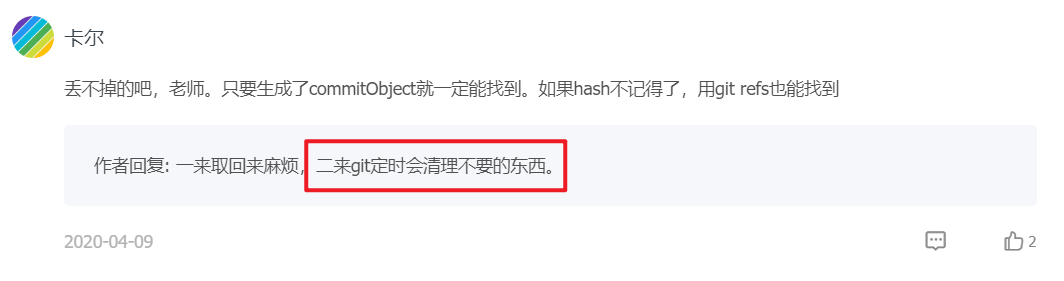 卡尔
丢不掉的吧，老师。只要生成了commitObject就一定能找到。如果hash不记得了，用git refs也能找到
作者回复: 一来取回来麻烦，二来git定时会清理不要的东西。
2020-04-09
2